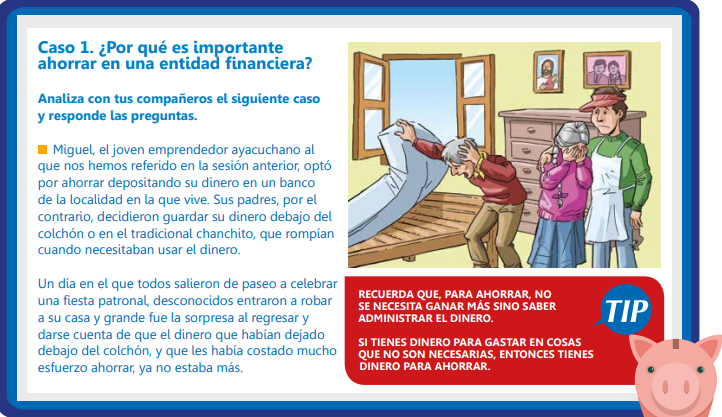 Caso 1. ¿Por qué es importante
ahorrar en una entidad financiera?
Analiza con tus compañeros el siguiente caso
y responde las preguntas.
Miguel, el joven emprendedor ayacuchano al
que nos hemos referido en la sesión anterior, optó
por ahorrar depositando su dinero en un banco
de la localidad en la que vive. Sus padres, por el
contrario, decidieron guardar su dinero debajo del
colchón o en el tradicional chanchito, que rompían
cuando necesitaban usar el dinero.
Un día en el que todos salieron de paseo a celebrar
una fiesta patronal, desconocidos entraron a robar
a su casa y grande fue la sorpresa al regresar y
darse cuenta de que el dinero que habían dejado
debajo del colchón, y que les había costado mucho
esfuerzo ahorrar, ya no estaba más.
RECUERDA QUE, PARA AHORRAR, NO
SE NECESITA GANAR MÁS SINO SABER
ADMINISTRAR EL DINERO.
SI TIENES DINERO PARA GASTAR EN COSAS
QUE NO SON NECESARIAS, ENTONCES TIENES
DINERO PARA AHORRAR.
TIP